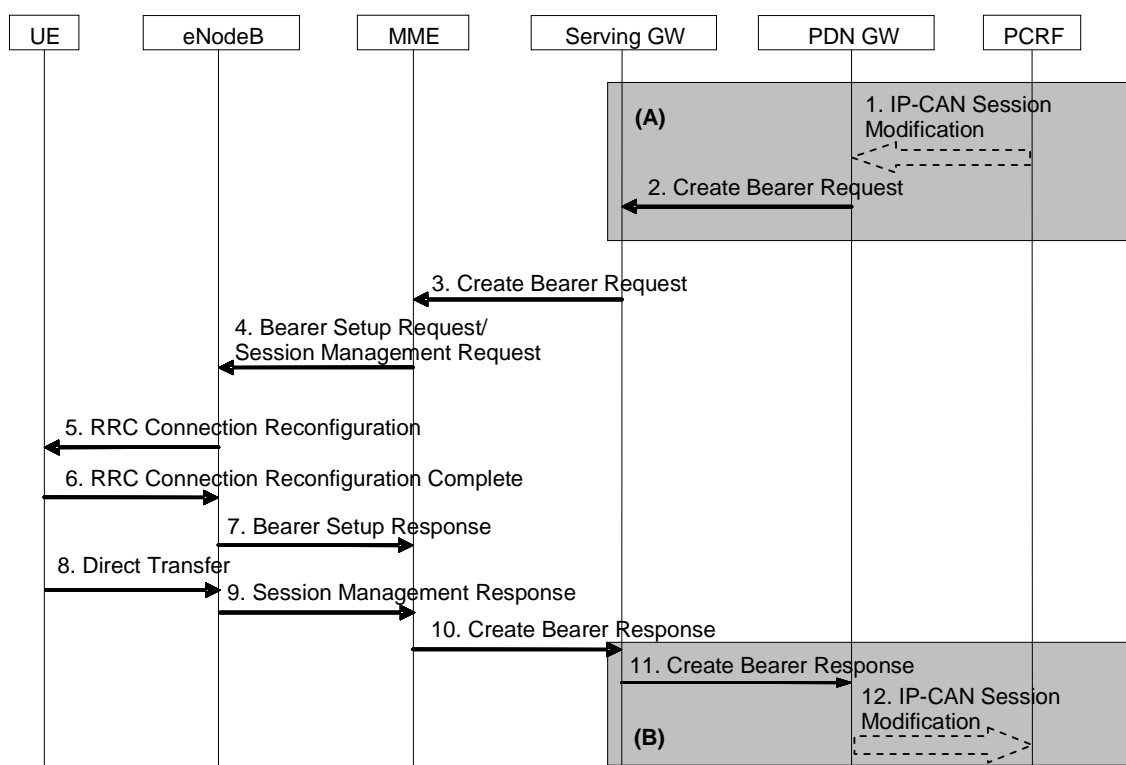 UE
eNodeB
MME
Serving GW
PDN GW
PCRF
(A)
1. IP-CAN Session
Modification
2. Create Bearer Request
3. Create Bearer Request
4. Bearer Setup Request/
Session Management Request
5. RRC Connection Reconfiguration
6. RRC Connection Reconfiguration Complete
7. Bearer Setup Response
8. Direct Transfer
9. Session Management Response
10. Create Bearer Response
11. Create Bearer Response
12. IP-CAN Session
Modification
(B)